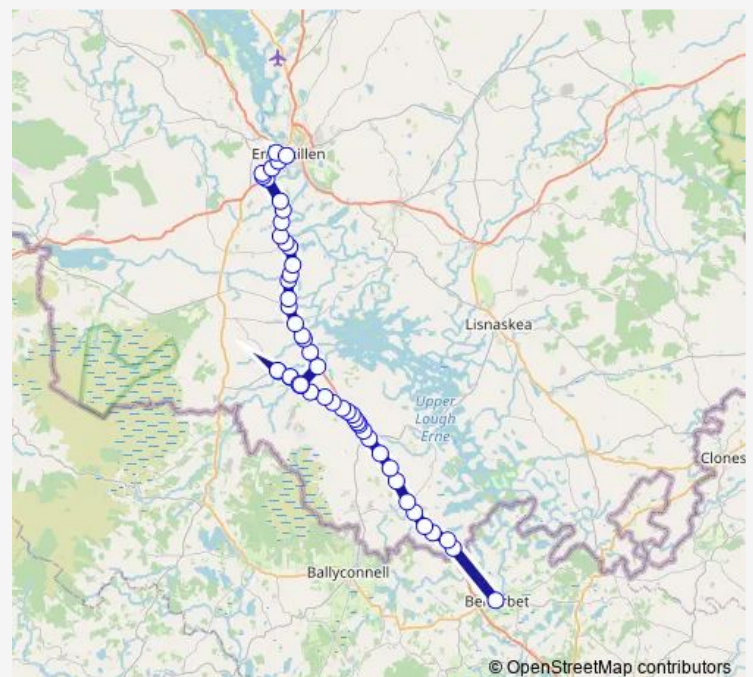 Lisnaskea
Upper
Lough
Erne
Clones
Ballyconnell
© OpenStreetMap contributors